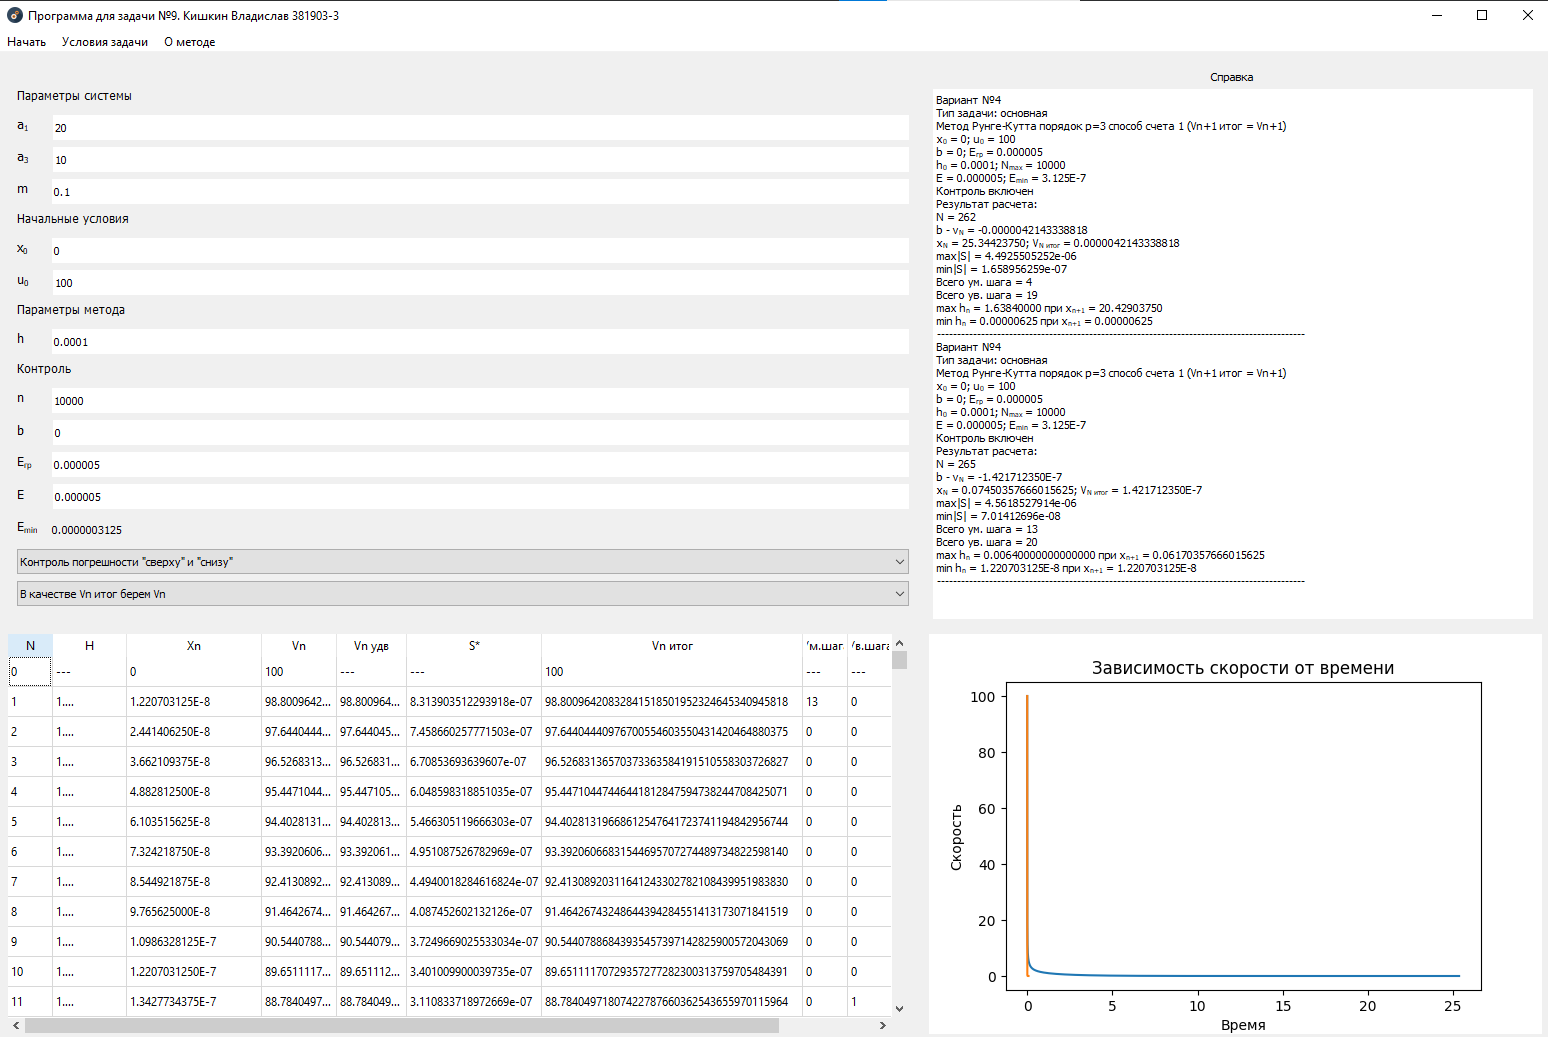 Программа для задачи №9. Кишкин Владислав 381903-3
Начать Условия задачи О методе
Параметры системы
a₁ 20
a₃ 10
m 0.1
Начальные условия
x₀ 0
u₀ 100
Параметры метода
h 0.0001
Контроль
n 10000
b 0
Eгр 0.000005
E 0.000005
Emin 0.0000003125
Контроль погрешности "сверху" и "снизу"
В качестве Vn итог берем Vn
Справка
Вариант №4
Тип задачи: основная
Метод Рунге-Кутта порядок p=3 способ счета 1 (Vn+1 итог = Vn+1)
x₀ = 0; u₀ = 100
b = 0; Eгр = 0.000005
h₀ = 0.0001; Nmax = 10000
E = 0.000005; Emin = 3.125E-7
Контроль включен
Результат расчета:
N = 262
b - vN = -0.0000042143338818
xN = 25.34423750; VN итог = 0.0000042143338818
max|S| = 4.4925505252e-06
min|S| = 1.658956259e-07
Всего ум. шага = 4
Всего ув. шага = 19
max hn = 1.63840000 при xn+1 = 20.42903750
min hn = 0.00000625 при xn+1 = 0.00000625
Вариант №4
Тип задачи: основная
Метод Рунге-Кутта порядок p=3 способ счета 1 (Vn+1 итог = Vn+1)
x₀ = 0; u₀ = 100
b = 0; Eгр = 0.000005
h₀ = 0.0001; Nmax = 10000
E = 0.000005; Emin = 3.125E-7
Контроль включен
Результат расчета:
N = 265
b - vN = -1.421712350E-7
xN = 0.07450357666015625; VN итог = 1.421712350E-7
max|S| = 4.5618527914e-06
min|S| = 7.01412696e-08
Всего ум. шага = 13
Всего ув. шага = 20
max hn = 0.00640000000000000 при xn+1 = 0.06170357666015625
min hn = 1.220703125E-8 при xn+1 = 1.220703125E-8
N H Xn Vn Vn удв S* Vn итог м.шаг в.шага
0 --- 0 100 --- --- 100 --- ---
1 1.... 1.220703125E-8 98.8009642... 98.800964... 8.313903512293918e-07 98.8009642083284151850195232464534094​5818 13 0
2 1.... 2.441406250E-8 97.6440444... 97.644045... 7.458660257771503e-07 97.6440444097670055460355043142046488​0375 0 0
3 1.... 3.662109375E-8 96.5268313... 96.526831... 6.70853693639607e-07 96.52683136570373363584191510558303726827 0 0
4 1.... 4.882812500E-8 95.4471044... 95.447105... 6.048598318851035e-07 95.44710447446441812847594738244708425071 0 0
5 1.... 6.103515625E-8 94.4028131... 94.402813... 5.466305119666303e-07 94.40281319668612547641723741194842956744 0 0
6 1.... 7.324218750E-8 93.3920606... 93.392061... 4.951087526782969e-07 93.39206066831544695707274489734822598140 0 0
7 1.... 8.544921875E-8 92.4130892... 92.413089... 4.4940018284616824e-07 92.41308920311641243302782108439951983830 0 0
8 1.... 9.765625000E-8 91.4642674... 91.464267... 4.087452602132126e-07 91.46426743248644394284551413173071841519 0 0
9 1.... 1.0986328125E-7 90.5440788... 90.544079... 3.7249669025533034e-07 90.54407886843935457397142825900572043069 0 0
10 1.... 1.2207031250E-7 89.6511117... 89.651112... 3.401009900039735e-07 89.65111170729357277282300313759705484391 0 0
11 1.... 1.3427734375E-7 88.7840497... 88.784049... 3.110833718972669e-07 88.78404971807422787660362543655970115964 0 1
Зависимость скорости от времени
Скорость
100
80
60
40
20
0
0 5 10 15 20 25
Время